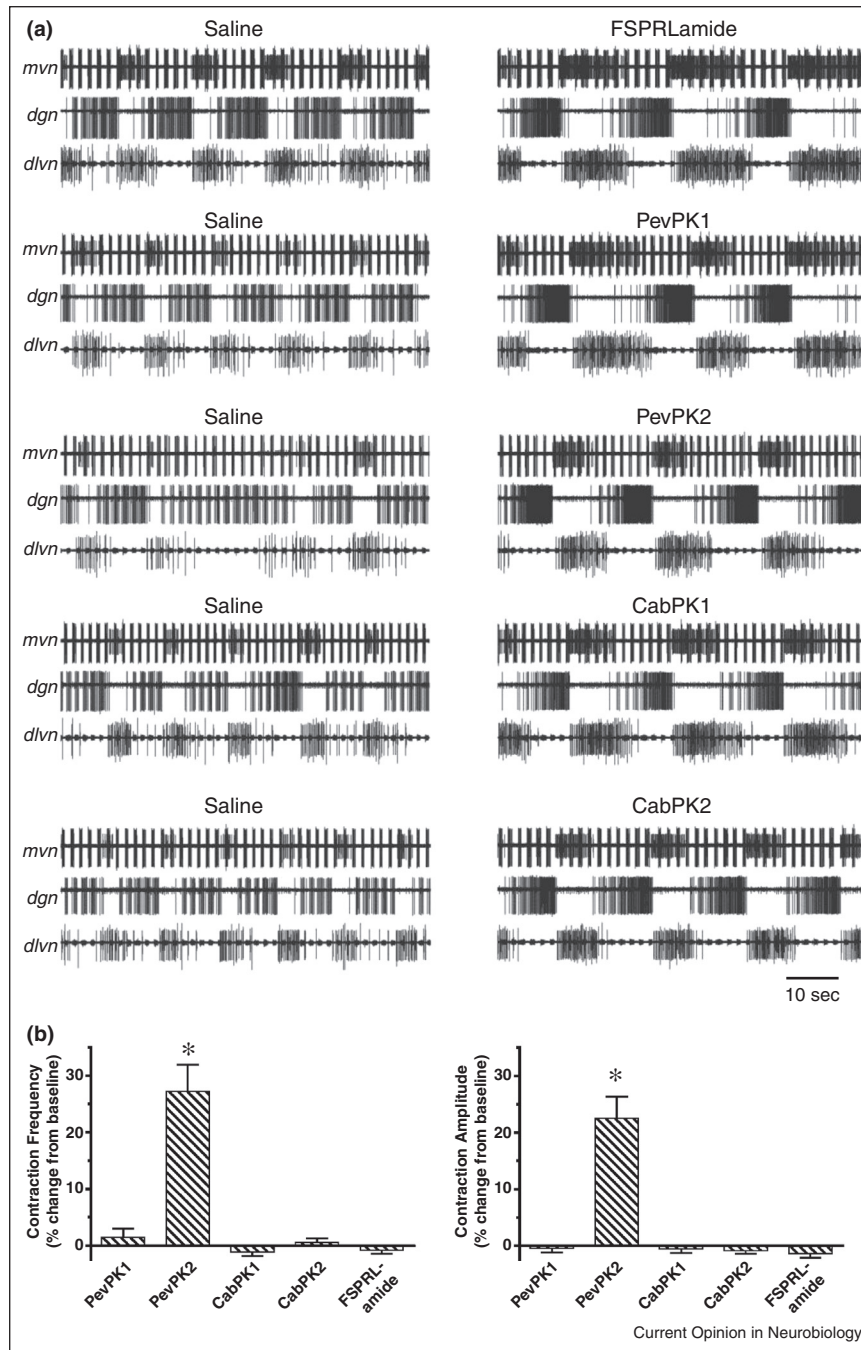 (a)
Saline
FSPRLamide
mvn
dgn
dlvn
Saline
PevPK1
mvn
dgn
dlvn
Saline
PevPK2
mvn
dgn
dlvn
Saline
CabPK1
mvn
dgn
dlvn
Saline
CabPK2
mvn
dgn
dlvn
10 sec
(b)
Contraction Frequency
(% change from baseline)
30
20
10
0
*
PevPK1
PevPK2
CabPK1
CabPK2
FSPRL-
amide
Contraction Amplitude
(% change from baseline)
30
20
10
0
*
PevPK1
PevPK2
CabPK1
CabPK2
FSPRL-
amide
Current Opinion in Neurobiology